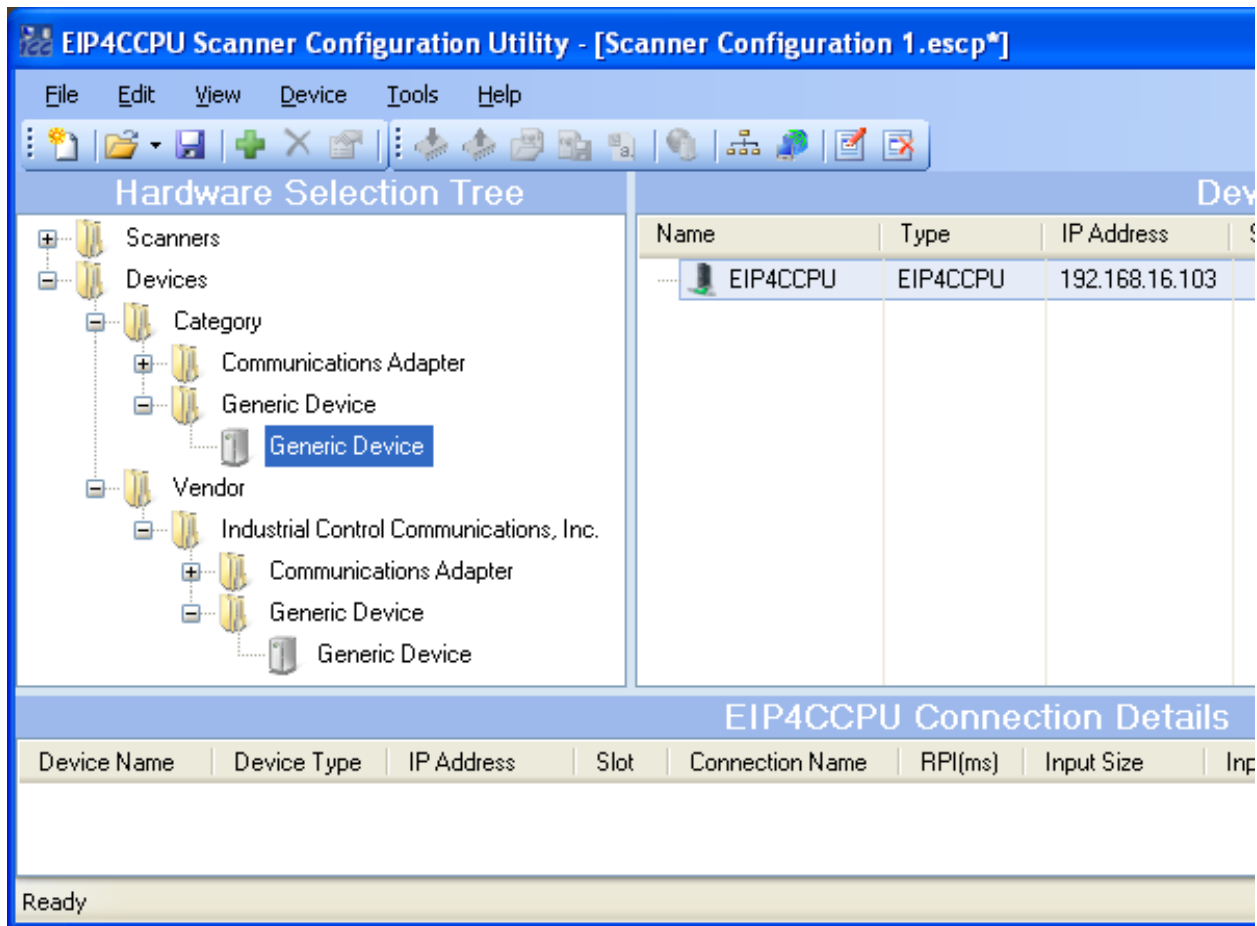 EIP4CCPU Scanner Configuration Utility - [Scanner Configuration 1.escp*]
File Edit View Device Tools Help
Hardware Selection Tree
Scanners
Devices
Category
Communications Adapter
Generic Device
Generic Device
Vendor
Industrial Control Communications, Inc.
Communications Adapter
Generic Device
Generic Device
Name Type IP Address
EIP4CCPU EIP4CCPU 192.168.16.103
EIP4CCPU Connection Details
Device Name Device Type IP Address Slot Connection Name RPI(ms) Input Size Inp
Ready